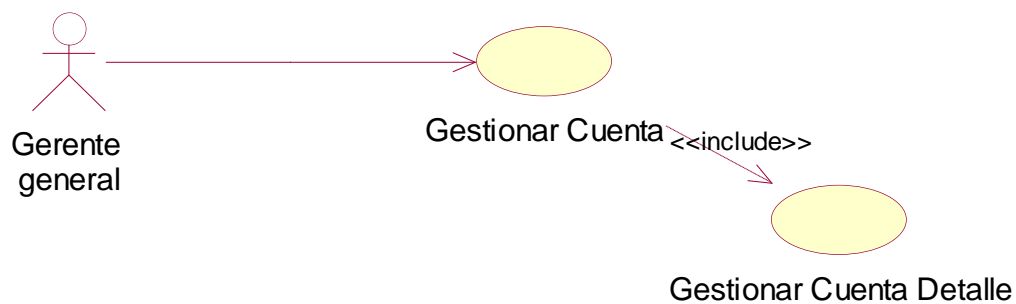 Gerente
general
Gestionar Cuenta
<<include>>
Gestionar Cuenta Detalle